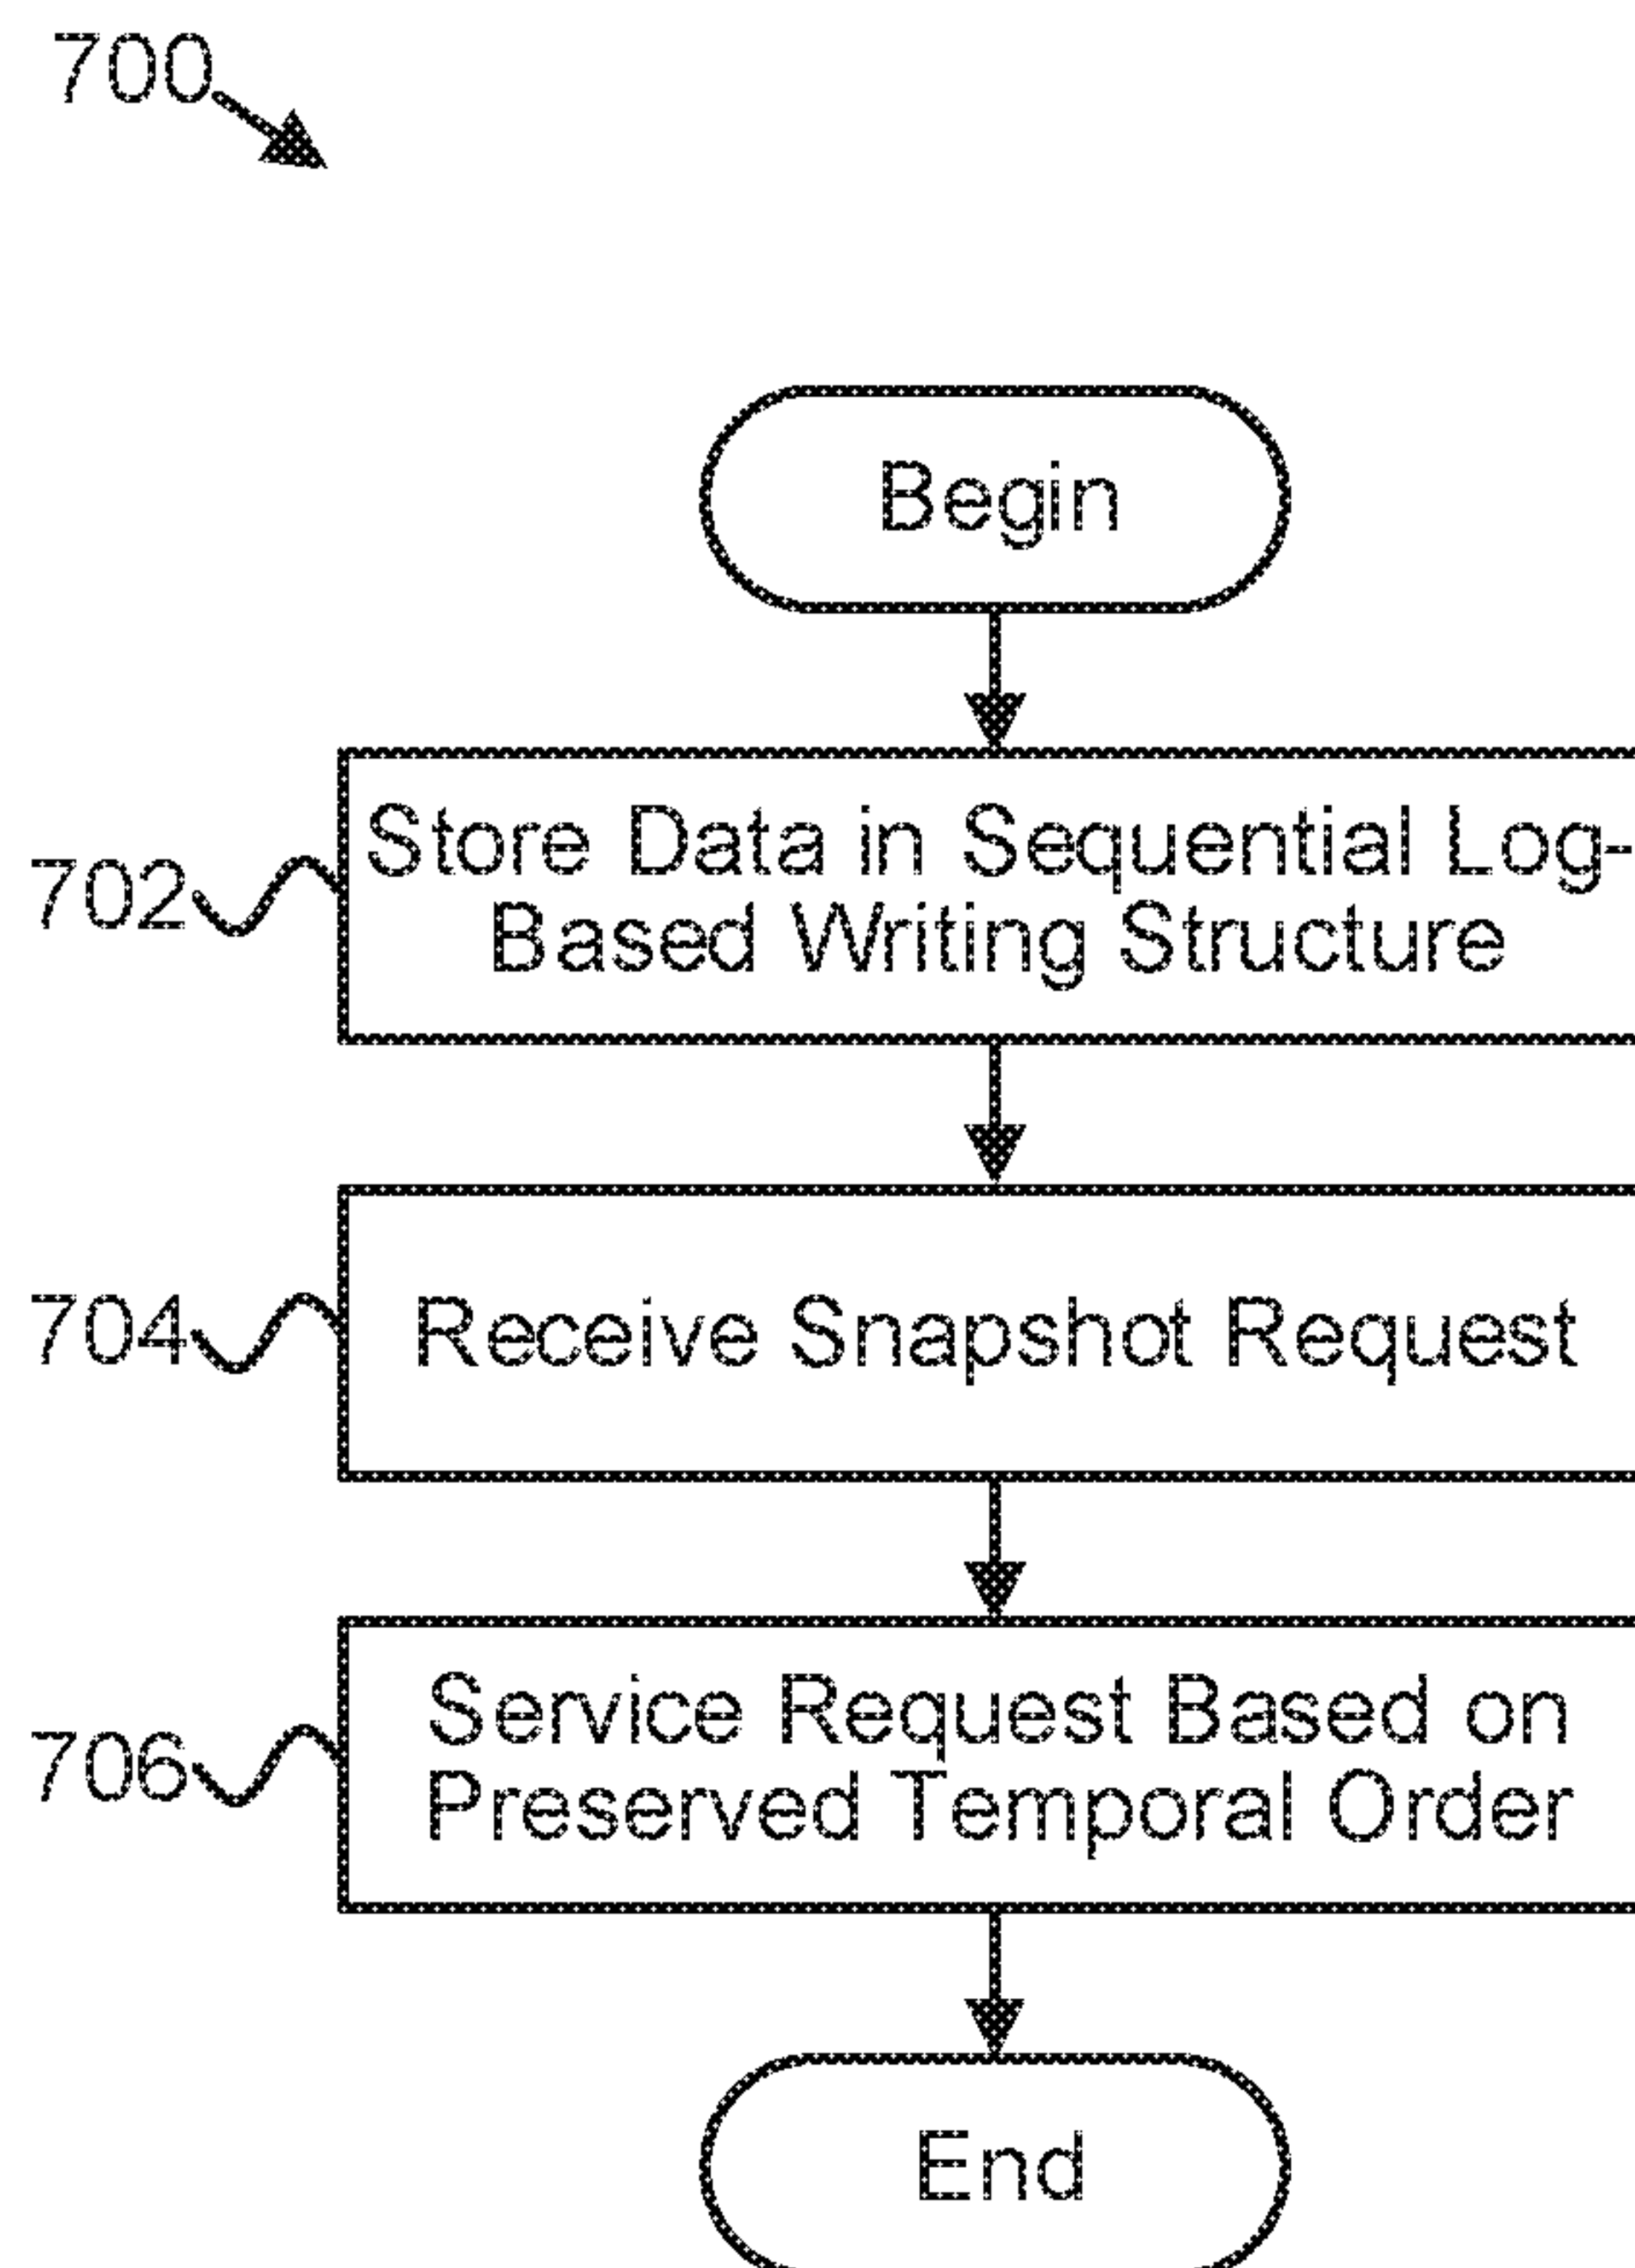 700
Begin
702
Store Data in Sequential Log-
Based Writing Structure
704
Receive Snapshot Request
706
Service Request Based on
Preserved Temporal Order
End